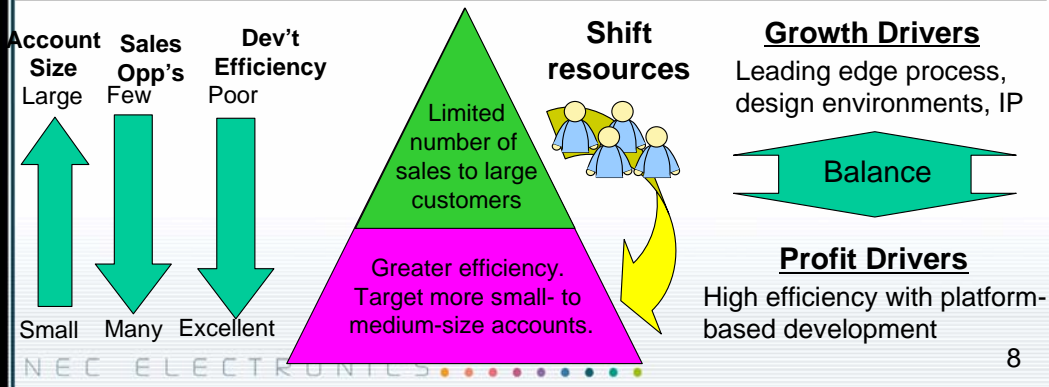 Account
Size
Large
Small
Sales
Opp's
Few
Many
Dev't
Efficiency
Poor
Excellent
Limited
number of
sales to large
customers
Greater efficiency.
Target more small- to
medium-size accounts.
Shift
resources
Growth Drivers
Leading edge process,
design environments, IP
Balance
Profit Drivers
High efficiency with platform-
based development
NEC ELECTRONICS
8